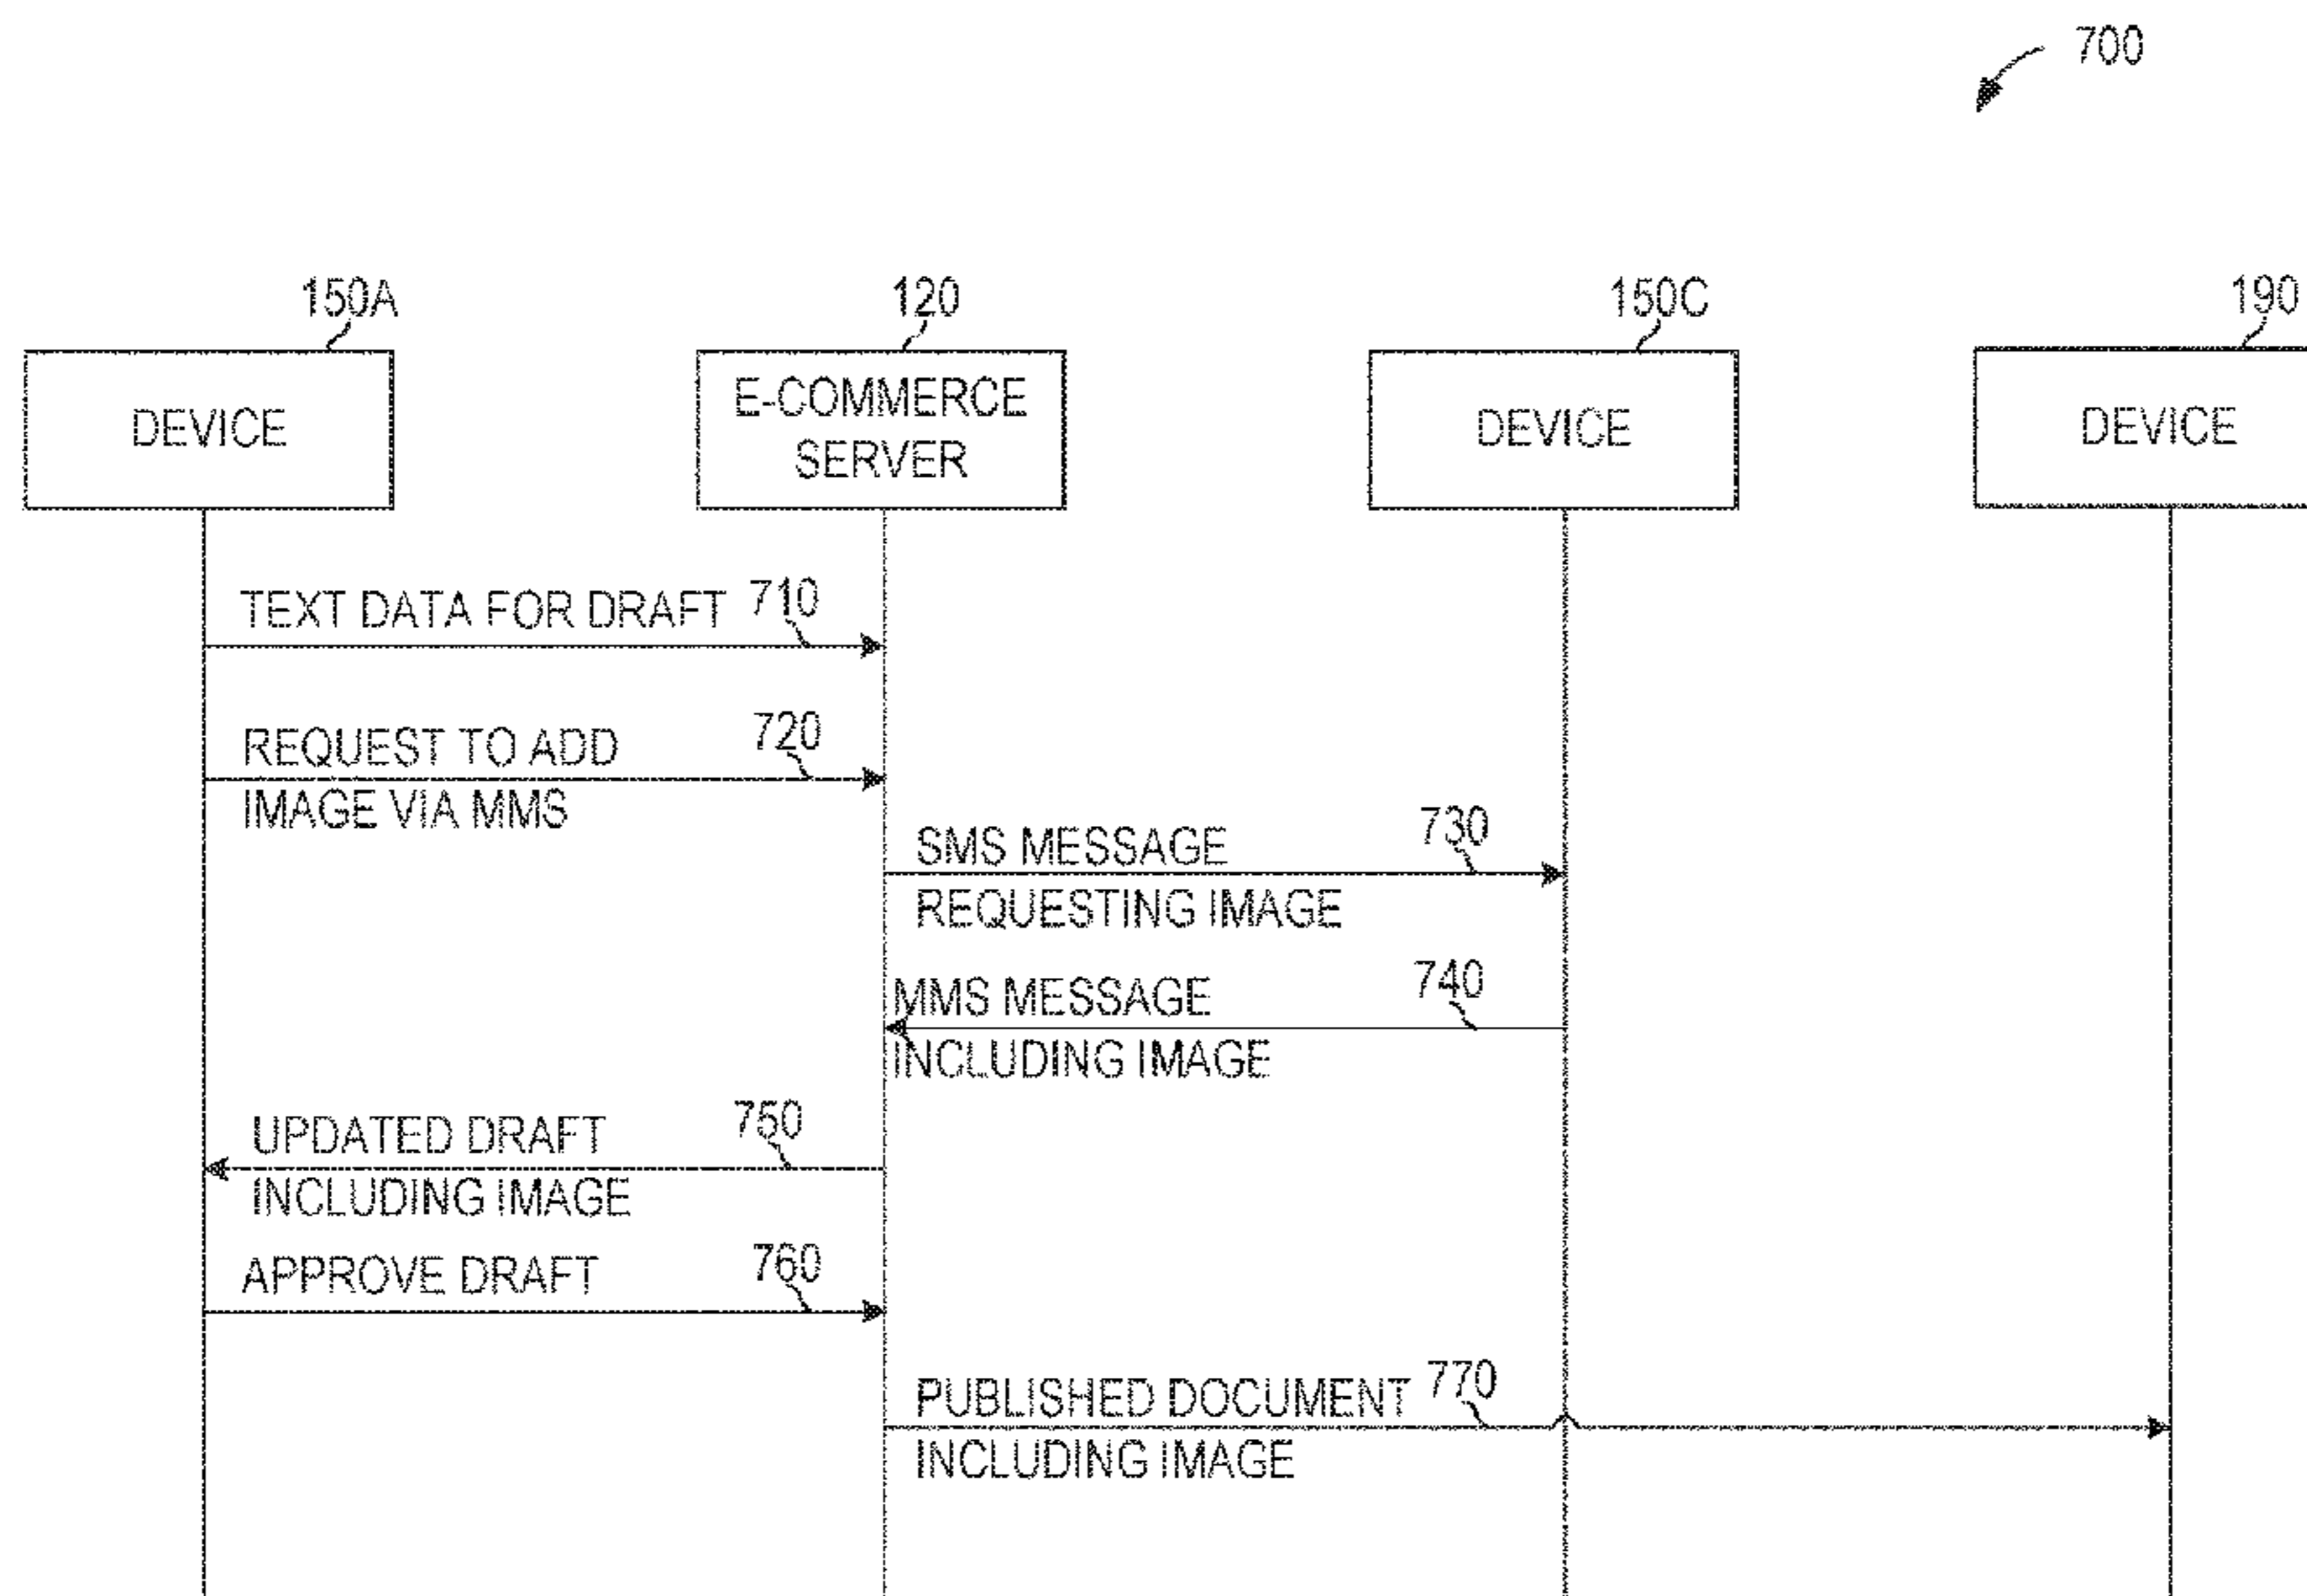 700
150A
120
150C
190
DEVICE
E-COMMERCE
SERVER
DEVICE
DEVICE
TEXT DATA FOR DRAFT 710
REQUEST TO ADD 720
IMAGE VIA MMS
SMS MESSAGE 730
REQUESTING IMAGE
MMS MESSAGE 740
INCLUDING IMAGE
UPDATED DRAFT 750
INCLUDING IMAGE
APPROVE DRAFT 760
PUBLISHED DOCUMENT 770
INCLUDING IMAGE